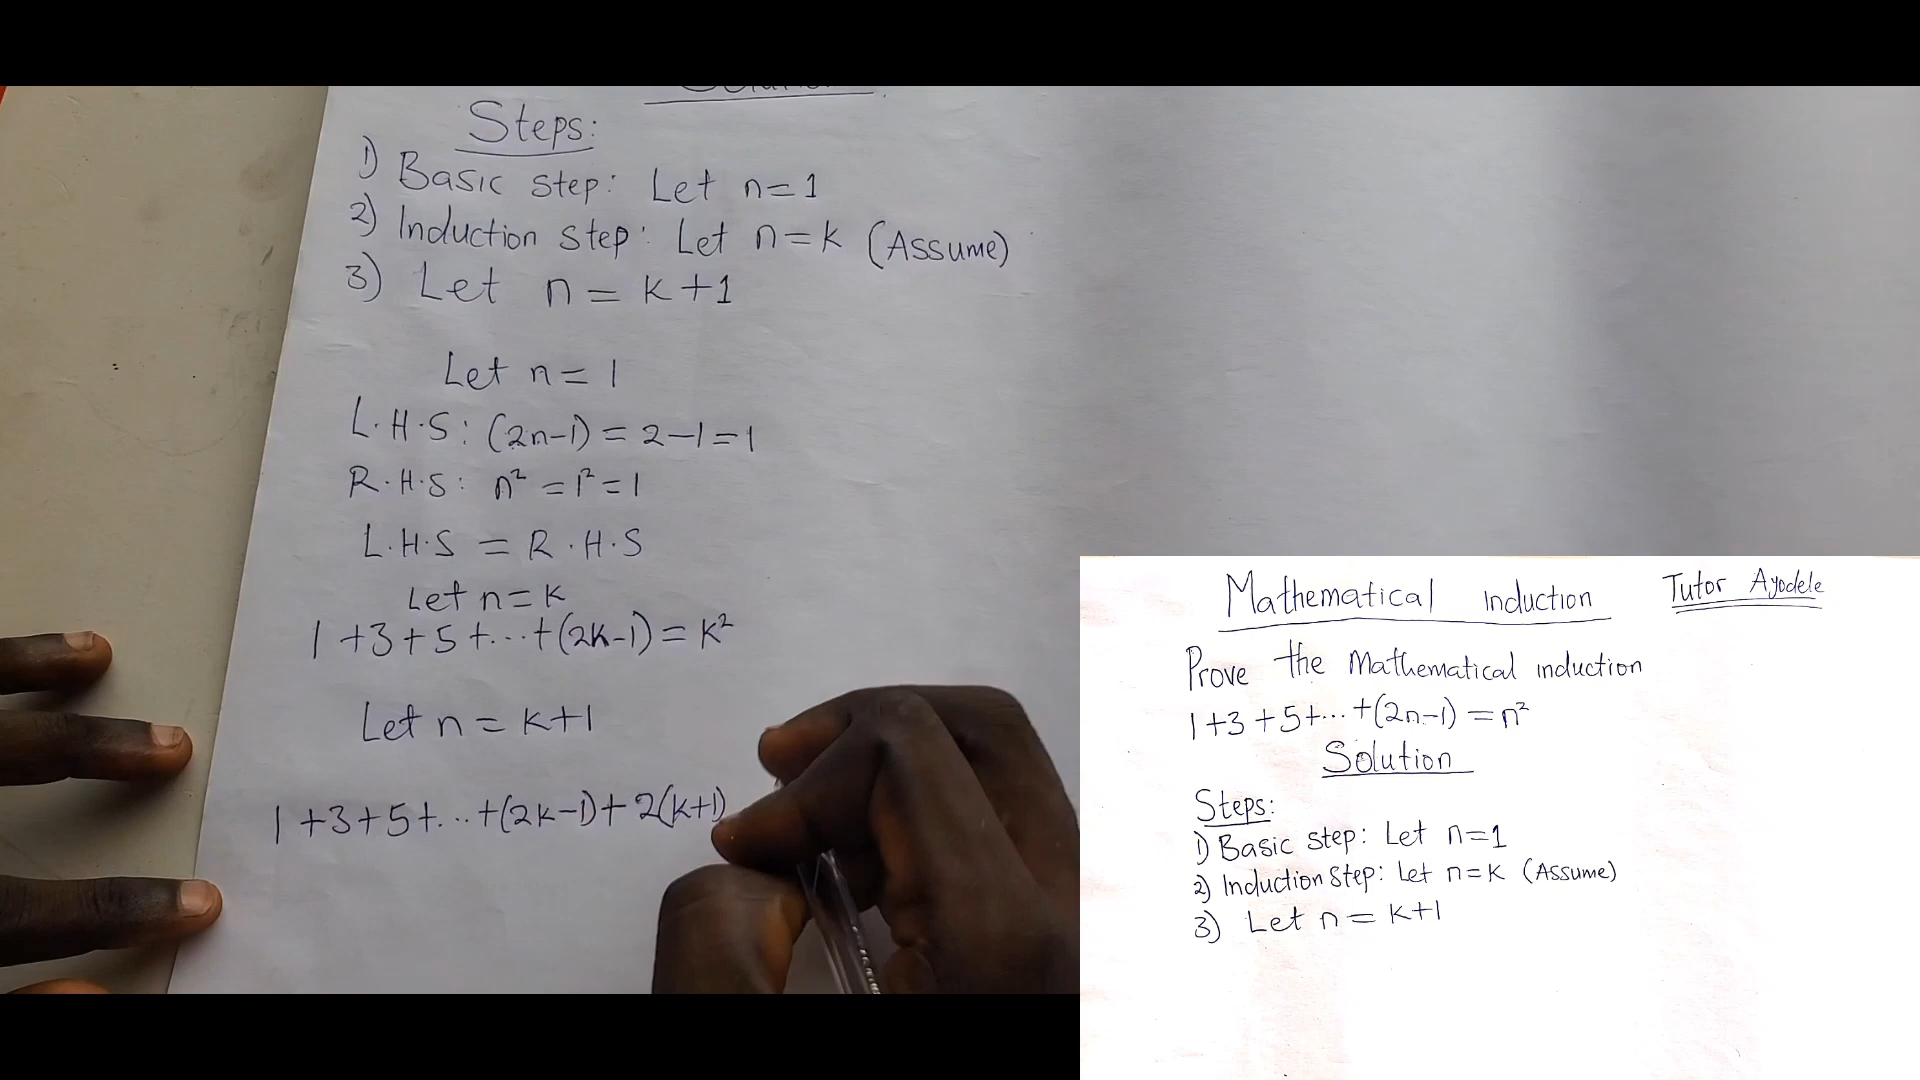 Solution
Steps:
1) Basic step: Let n=1
2) Induction step: Let n=k (Assume)
3) Let n=k+1
Let n=1
L.H.S: (2n-1)=2-1=1
R.H.S: n²=1²=1
L.H.S = R.H.S
Let n=k
1+3+5+...+(2k-1)=k²
Let n=k+1
1+3+5+...+(2k-1)+2(k+1)
Mathematical induction
Tutor Ayodele
Prove the Mathematical induction
1+3+5+...+(2n-1)=n²
Solution
Steps:
1) Basic step: Let n=1
2) Induction step: Let n=k (Assume)
3) Let n=k+1